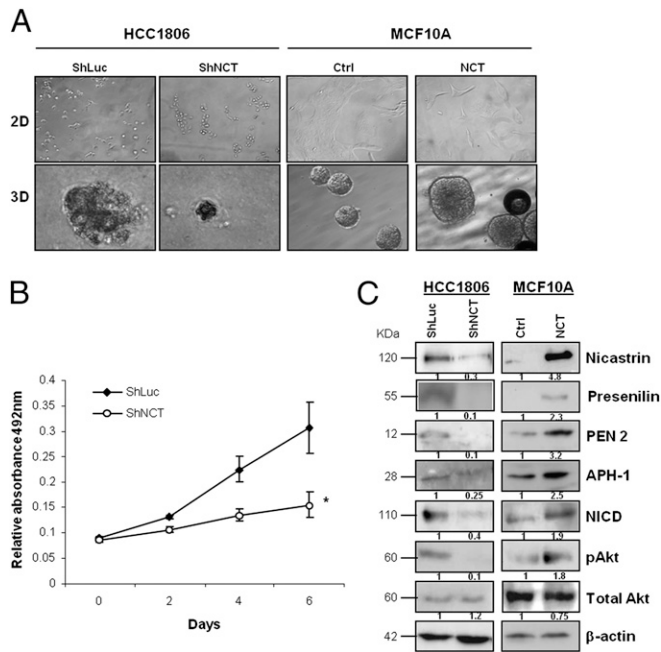 A
HCC1806 MCF10A
ShLuc ShNCT Ctrl NCT
2D
3D
B
Relative absorbance 492nm
0.4
0.35
0.3
0.25
0.2
0.15
0.1
0.05
0
ShLuc
ShNCT
*
0 2 4 6
Days
C
HCC1806 MCF10A
KDa ShLuc ShNCT Ctrl NCT
120 Nicastrin
1 0.3 1 4.8
55 Presenilin
1 0.1 1 2.3
12 PEN 2
1 0.1 1 3.2
28 APH-1
1 0.25 1 2.5
110 NICD
1 0.4 1 1.9
60 pAkt
1 0.1 1 1.8
60 Total Akt
1 1.2 1 0.75
42 β-actin